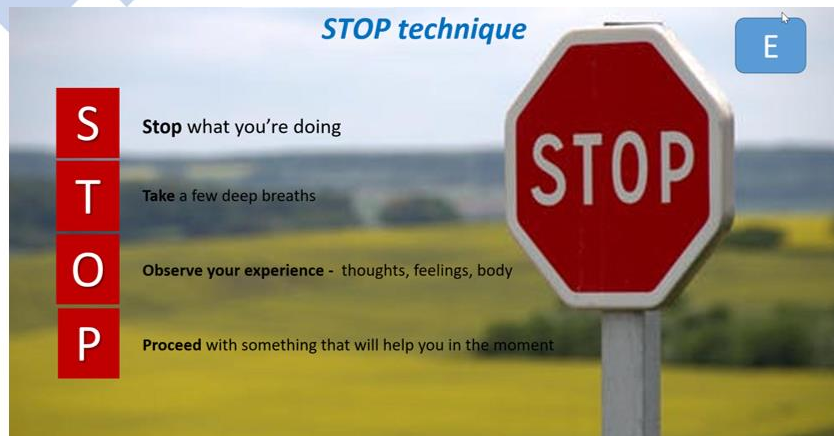 STOP technique
E
S
Stop what you're doing
T
Take a few deep breaths
O
Observe your experience - thoughts, feelings, body
P
Proceed with something that will help you in the moment
STOP